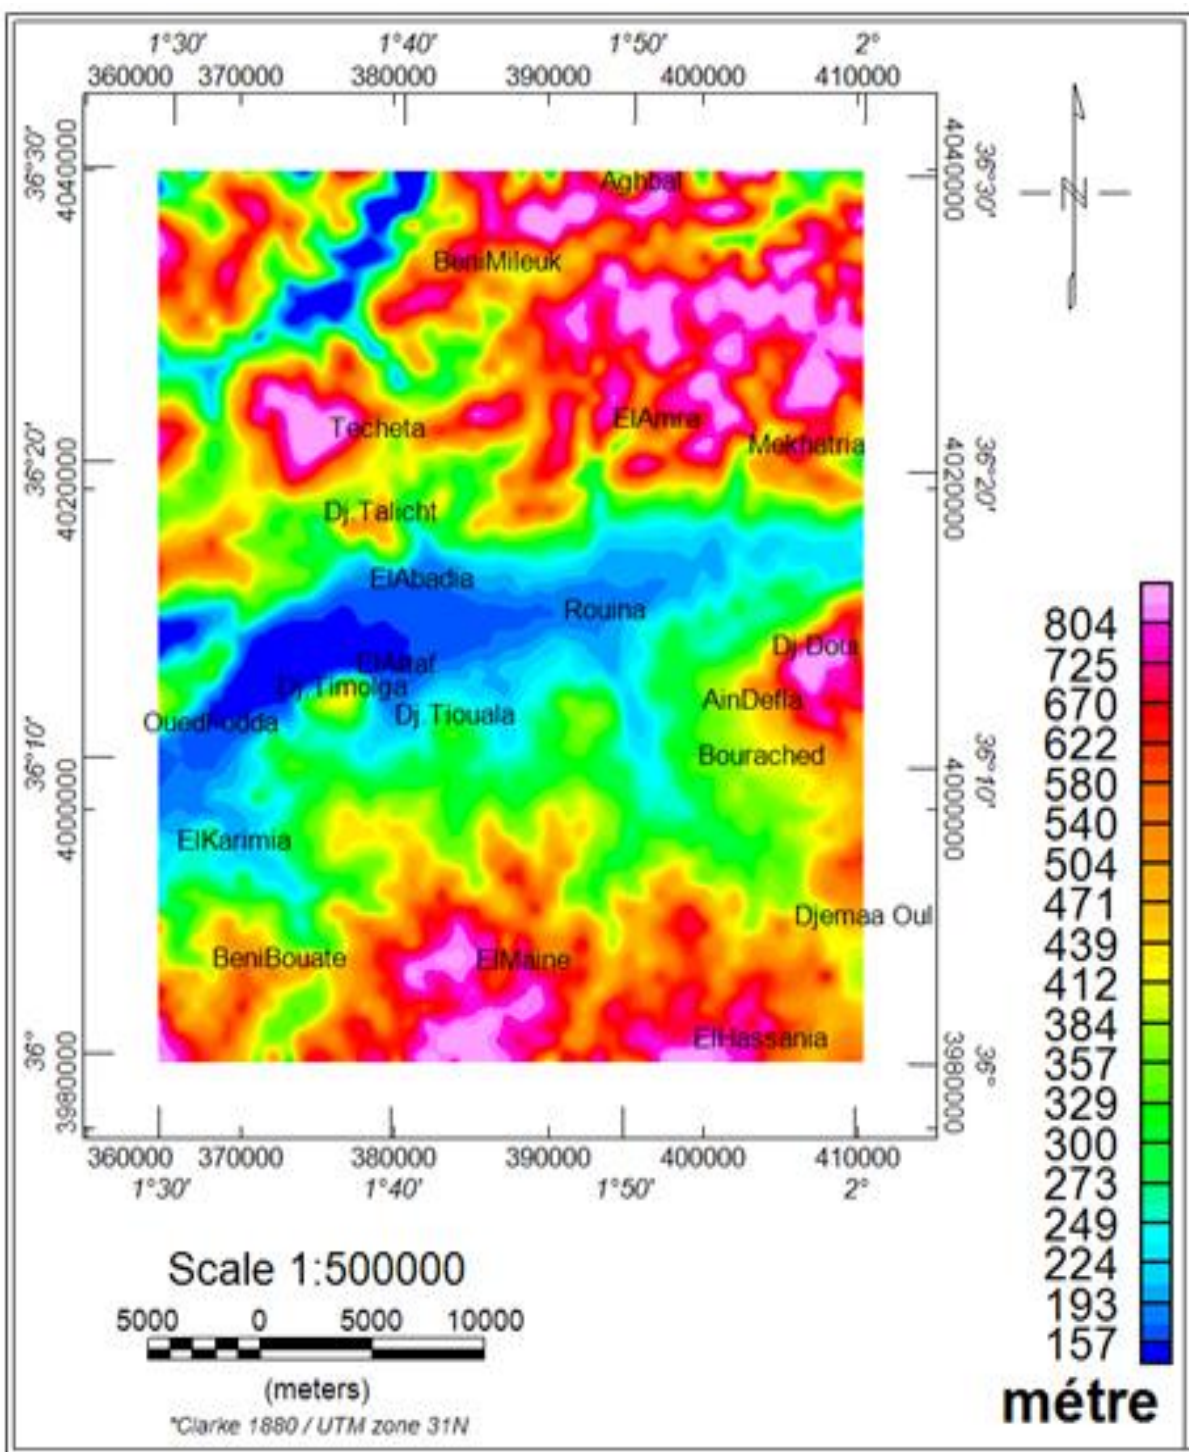 1°30' 1°40' 1°50' 2°
360000 370000 380000 390000 400000 410000
36°30' 4040000 4040000 36°30'
N
Aghbal
BeniMileuk
ElAmra
Techeta
Mekhatria
36°20' 4020000 4020000 36°20'
Dj.Talicht
ElAbadia
Rouina
Dj.Doui
ElAttaf
Dj.Timolga
AinDefla
Dj.Tiouala
OuedFodda
Bourached
36°10' 4000000 4000000 36°10'
ElKarimia
Djemaa Oul
BeniBouate
ElMaine
ElHassania
36° 3980000 3980000 36°
360000 370000 380000 390000 400000 410000
1°30' 1°40' 1°50' 2°
804
725
670
622
580
540
504
471
439
412
384
357
329
300
273
249
224
193
157
métre
Scale 1:500000
5000 0 5000 10000
(meters)
*Clarke 1880 / UTM zone 31N